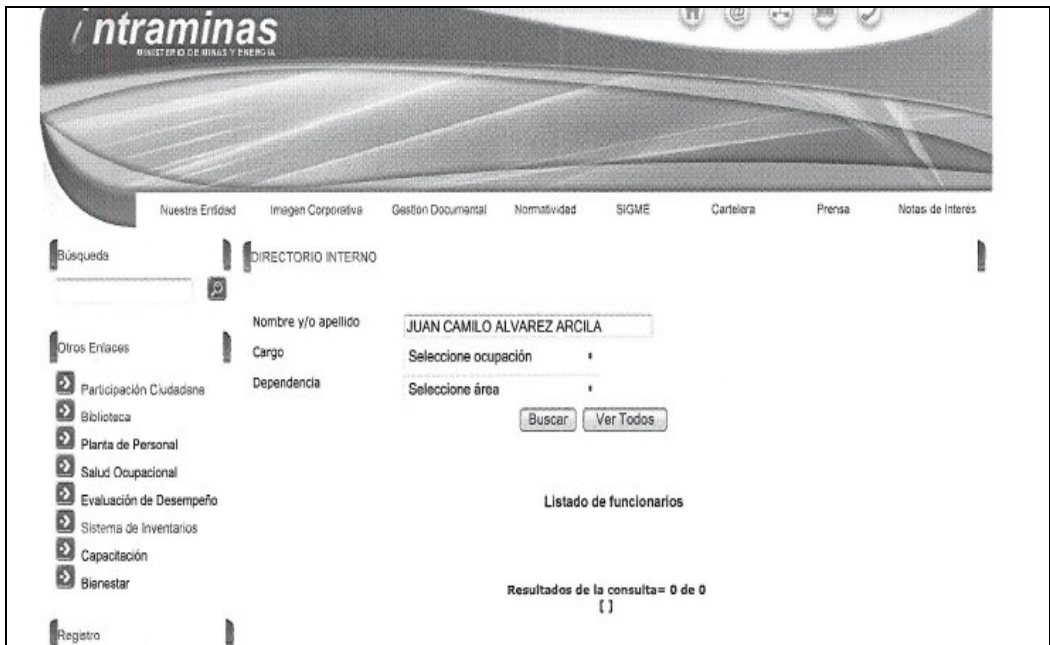 intraminas
MINISTERIO DE MINAS Y ENERGIA
Nuestra Entidad Imagen Corporativa Gestión Documental Normatividad SIGME Cartelera Prensa Notas de Interés
Búsqueda
DIRECTORIO INTERNO
Nombre y/o apellido JUAN CAMILO ALVAREZ ARCILA
Otros Enlaces
Cargo Seleccione ocupación
Dependencia Seleccione área
Participación Ciudadana
Buscar Ver Todos
Biblioteca
Planta de Personal
Salud Ocupacional
Evaluación de Desempeño
Listado de funcionarios
Sistema de Inventarios
Capacitación
Bienestar
Resultados de la consulta= 0 de 0
[ ]
Registro